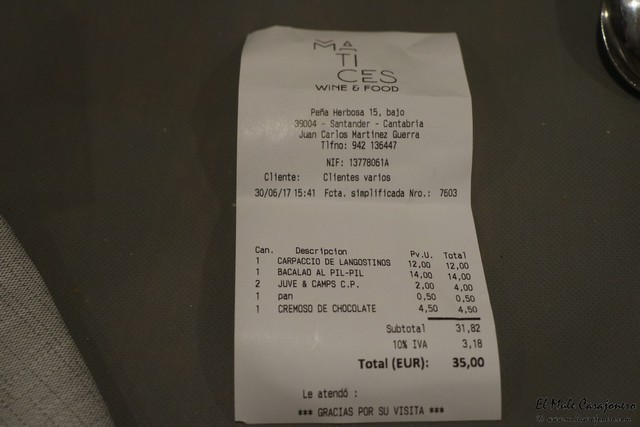 MA
TI
CES
WINE & FOOD
Peña Herbosa 15, bajo
39004 - Santander - Cantabria
Juan Carlos Martinez Guerra
Tlfno: 942 136447
NIF: 13778061A
Cliente: Clientes varios
30/06/17 15:41 Fcta. simplificada Nro.: 7603
Can. Descripcion Pv.U. Total
1 CARPACCIO DE LANGOSTINOS 12,00 12,00
1 BACALAO AL PIL-PIL 14,00 14,00
2 JUVE & CAMPS C.P. 2,00 4,00
1 pan 0,50 0,50
1 CREMOSO DE CHOCOLATE 4,50 4,50
Subtotal 31,82
10% IVA 3,18
Total (EUR): 35,00
Le atendó :
*** GRACIAS POR SU VISITA ***
El Mule Carajonero